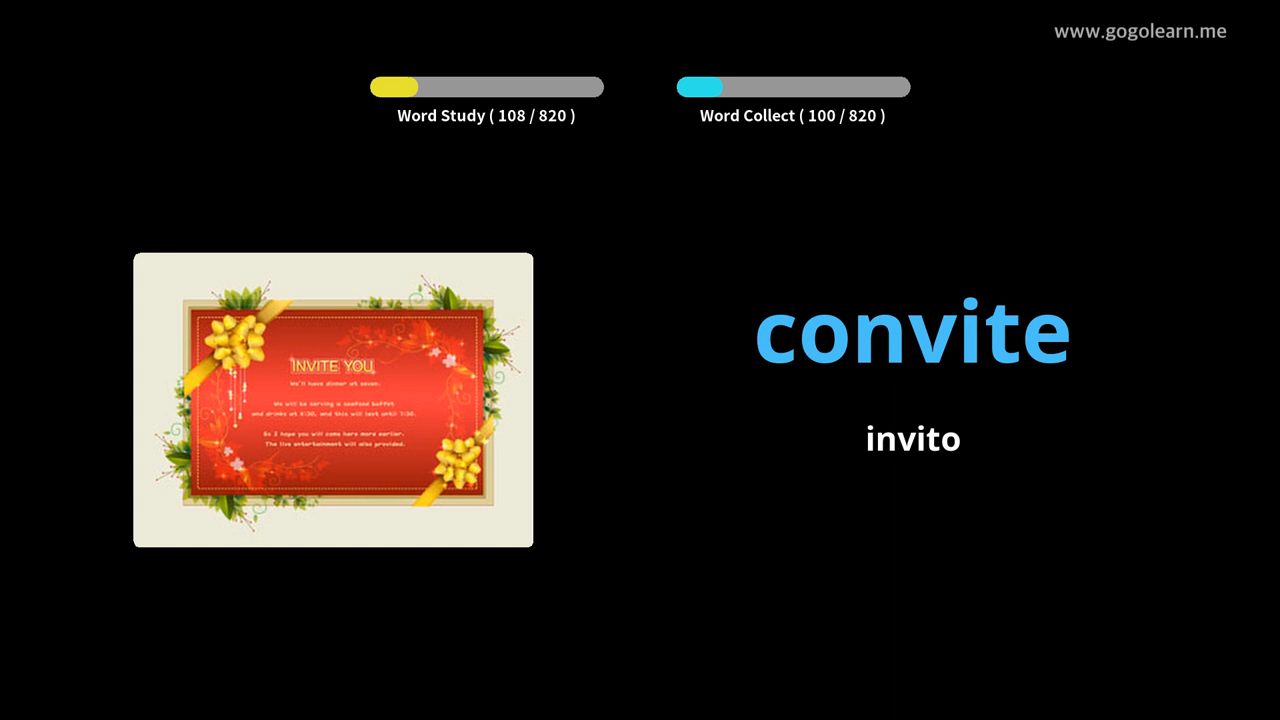 www.gogolearn.me
Word Study ( 108 / 820 )
Word Collect ( 100 / 820 )
INVITE YOU
We'll have dinner at seven.
We will be serving a seafood buffet
and drinks at 6:30, and this will last until 7:30.
So I hope you will come here more earlier.
The live entertainment will also provided.
convite
invito